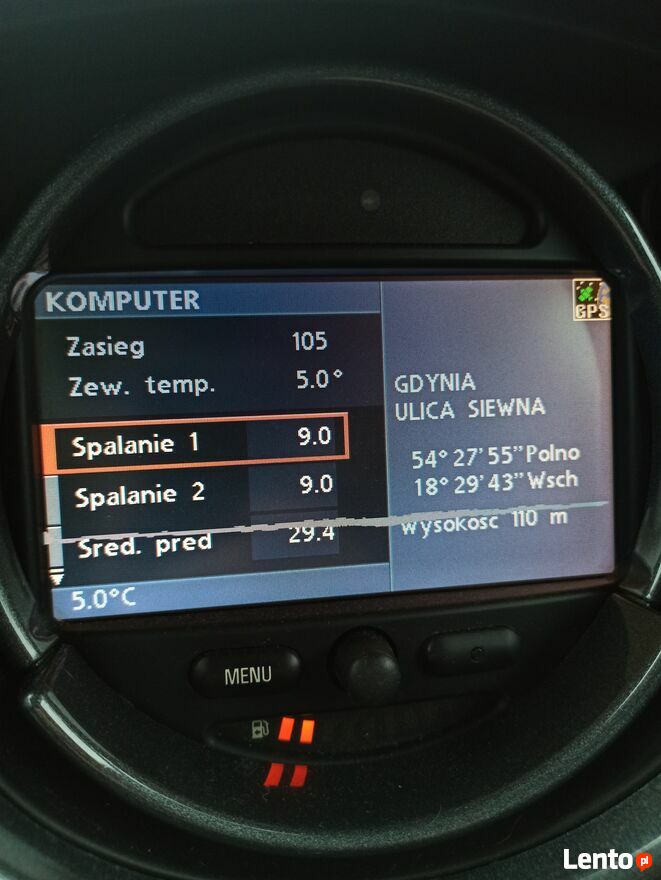 KOMPUTER
GPS
Zasieg 105
Zew. temp. 5.0°
GDYNIA
ULICA SIEWNA
Spalanie 1 9.0
54° 27'55" Polno
18° 29'43" Wsch
Spalanie 2 9.0
Wysokosc 110 m
Sred. pred 29.4
5.0°C
MENU
Lento.pl